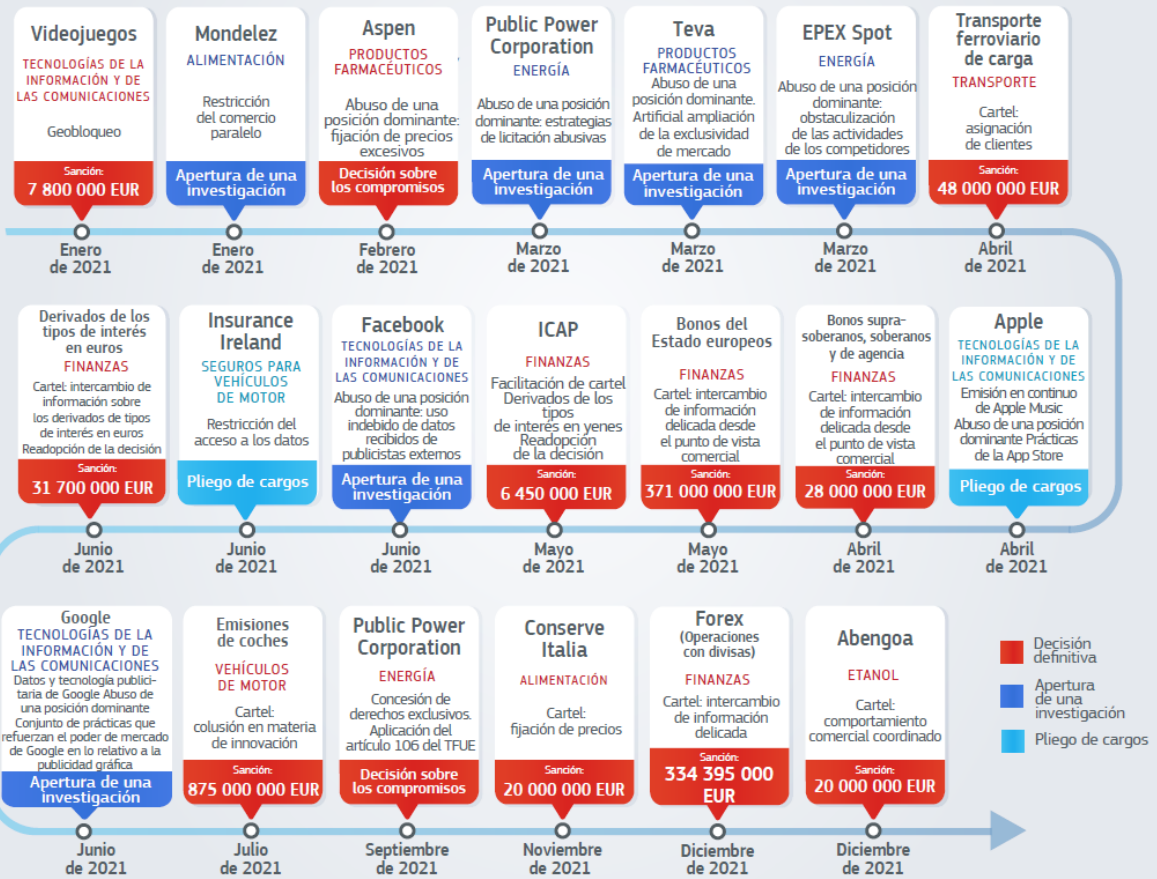 Videojuegos
TECNOLOGÍAS DE LA
INFORMACIÓN Y DE
LAS COMUNICACIONES
Geobloqueo
Sanción:
7 800 000 EUR
Enero
de 2021
Mondelez
ALIMENTACIÓN
Restricción
del comercio
paralelo
Apertura de una
investigación
Enero
de 2021
Aspen
PRODUCTOS
FARMACÉUTICOS
Abuso de una
posición dominante:
fijación de precios
excesivos
Decisión sobre
los compromisos
Febrero
de 2021
Public Power
Corporation
ENERGÍA
Abuso de una posición
dominante: estrategias
de licitación abusivas
Apertura de una
investigación
Marzo
de 2021
Teva
PRODUCTOS
FARMACÉUTICOS
Abuso de una
posición dominante.
Artificial ampliación
de la exclusividad
de mercado
Apertura de una
investigación
Marzo
de 2021
EPEX Spot
ENERGÍA
Abuso de una posición
dominante:
obstaculización
de las actividades
de los competidores
Apertura de una
investigación
Marzo
de 2021
Transporte
ferroviario
de carga
TRANSPORTE
Cartel:
asignación
de clientes
Sanción:
48 000 000 EUR
Abril
de 2021
Derivados de los
tipos de interés
en euros
FINANZAS
Cartel: intercambio de
información sobre
los derivados de tipos
de interés en euros
Readopción de la decisión
Sanción:
31 700 000 EUR
Junio
de 2021
Insurance
Ireland
SEGUROS PARA
VEHÍCULOS
DE MOTOR
Restricción del
acceso a los datos
Pliego de cargos
Junio
de 2021
Facebook
TECNOLOGÍAS DE LA
INFORMACIÓN Y DE
LAS COMUNICACIONES
Abuso de una posición
dominante: uso
indebido de datos
recibidos de
publicistas externos
Apertura de una
investigación
Junio
de 2021
ICAP
FINANZAS
Facilitación de cartel
Derivados de los
tipos
de interés en yenes
Readopción
de la decisión
Sanción:
6 450 000 EUR
Mayo
de 2021
Bonos del
Estado europeos
FINANZAS
Cartel: intercambio
de información
delicada desde
el punto de vista
comercial
Sanción:
371 000 000 EUR
Mayo
de 2021
Bonos supra-
soberanos, soberanos
y de agencia
FINANZAS
Cartel: intercambio
de información
delicada desde
el punto de vista
comercial
Sanción:
28 000 000 EUR
Abril
de 2021
Apple
TECNOLOGÍAS DE LA
INFORMACIÓN Y DE
LAS COMUNICACIONES
Emisión en continuo
de Apple Music
Abuso de una posición
dominante Prácticas
de la App Store
Pliego de cargos
Abril
de 2021
Google
TECNOLOGÍAS DE LA
INFORMACIÓN Y DE
LAS COMUNICACIONES
Datos y tecnología publici-
taria de Google Abuso de
una posición dominante
Conjunto de prácticas que
refuerzan el poder de mercado
de Google en lo relativo a la
publicidad gráfica
Apertura de una
investigación
Junio
de 2021
Emisiones
de coches
VEHÍCULOS
DE MOTOR
Cartel:
colusión en materia
de innovación
Sanción:
875 000 000 EUR
Julio
de 2021
Public Power
Corporation
ENERGÍA
Concesión de
derechos exclusivos.
Aplicación del
artículo 106 del TFUE
Decisión sobre
los compromisos
Septiembre
de 2021
Conserve
Italia
ALIMENTACIÓN
Cartel:
fijación de precios
Sanción:
20 000 000 EUR
Noviembre
de 2021
Forex
(Operaciones
con divisas)
FINANZAS
Cartel: intercambio
de información
delicada
Sanción:
334 395 000
EUR
Diciembre
de 2021
Abengoa
ETANOL
Cartel:
comportamiento
comercial coordinado
Sanción:
20 000 000 EUR
Diciembre
de 2021
Decisión
definitiva
Apertura
de una
investigación
Pliego de cargos